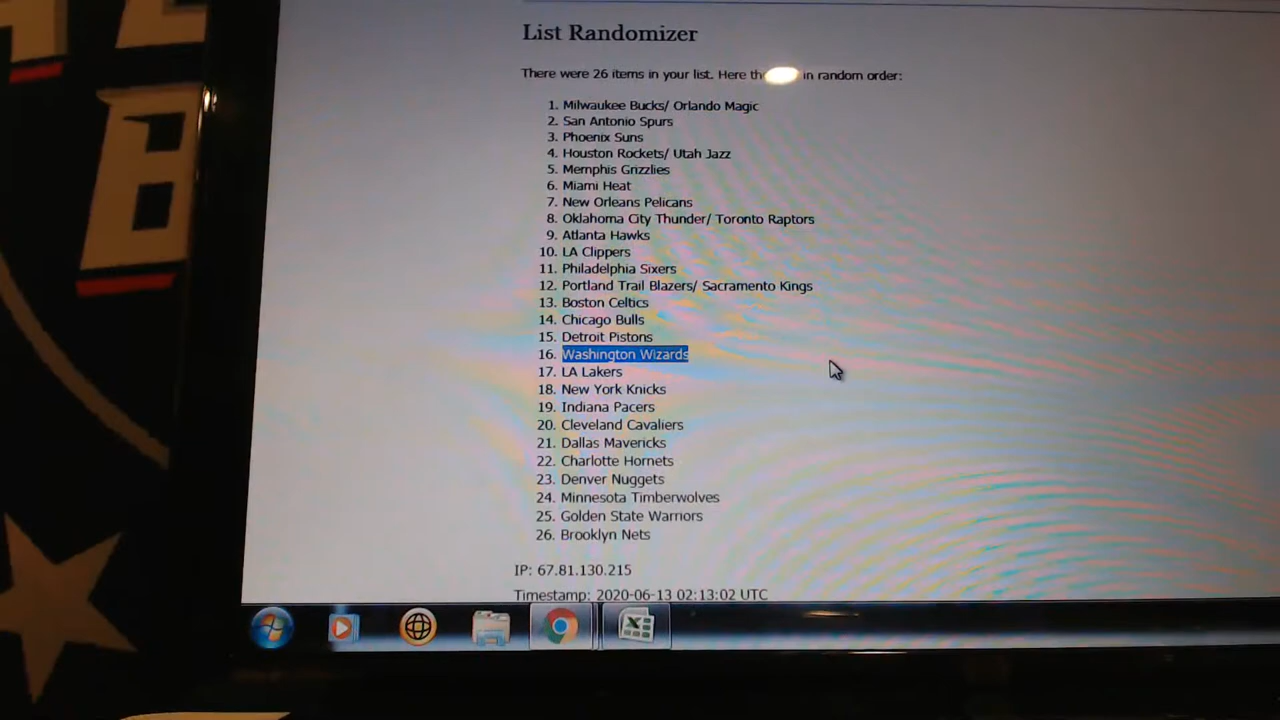 List Randomizer
There were 26 items in your list. Here th in random order:
1. Milwaukee Bucks/ Orlando Magic
2. San Antonio Spurs
3. Phoenix Suns
4. Houston Rockets/ Utah Jazz
5. Memphis Grizzlies
6. Miami Heat
7. New Orleans Pelicans
8. Oklahoma City Thunder/ Toronto Raptors
9. Atlanta Hawks
10. LA Clippers
11. Philadelphia Sixers
12. Portland Trail Blazers/ Sacramento Kings
13. Boston Celtics
14. Chicago Bulls
15. Detroit Pistons
16. Washington Wizards
17. LA Lakers
18. New York Knicks
19. Indiana Pacers
20. Cleveland Cavaliers
21. Dallas Mavericks
22. Charlotte Hornets
23. Denver Nuggets
24. Minnesota Timberwolves
25. Golden State Warriors
26. Brooklyn Nets
IP: 67.81.130.215
Timestamp: 2020-06-13 02:13:02 UTC